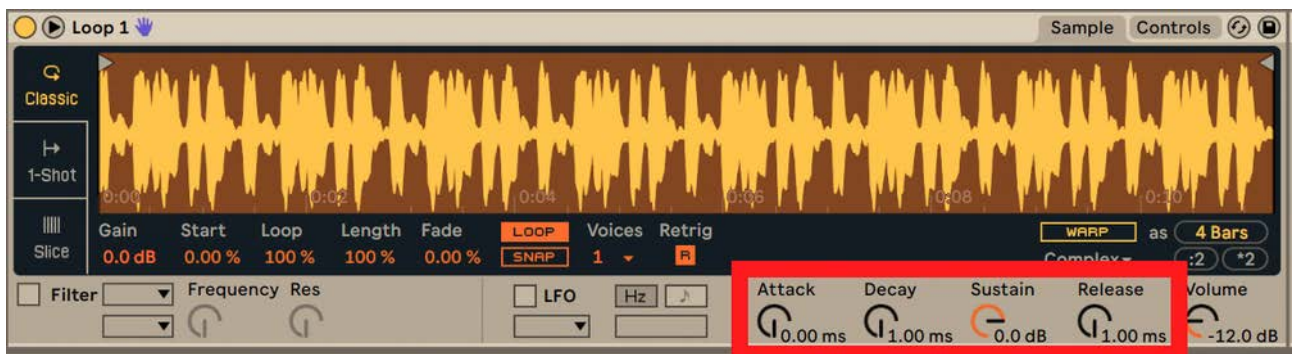 Loop 1
Sample Controls
Classic
1-Shot
Slice
0:00 0:02 0:04 0:06 0:08 0:10
Gain Start Loop Length Fade LOOP Voices Retrig WARP as 4 Bars
0.0 dB 0.00 % 100 % 100 % 0.00 % SNAP 1 R Complex :2 *2
Filter Frequency Res LFO Hz Attack Decay Sustain Release Volume
0.00 ms 1.00 ms 0.0 dB 1.00 ms -12.0 dB